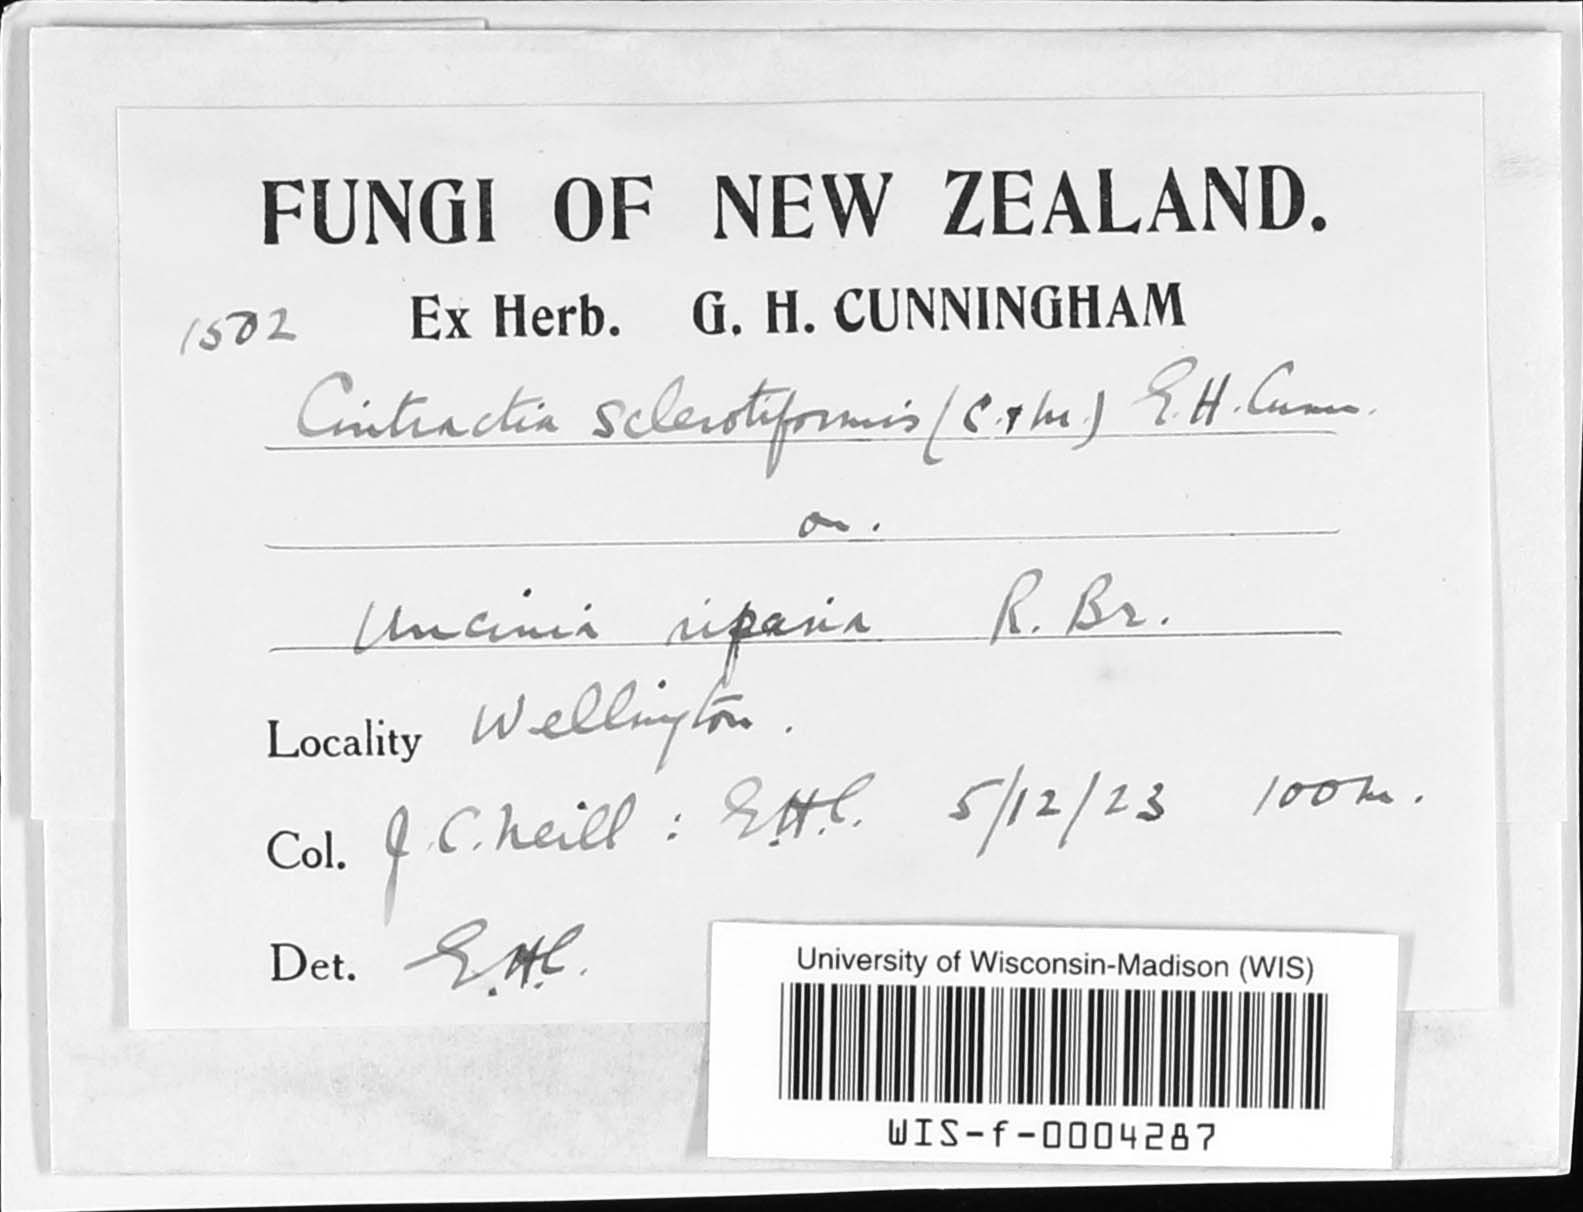 FUNGI OF NEW ZEALAND.
1502 Ex Herb. G. H. CUNNINGHAM
Cintractia sclerotiformis (C. & M.) G. H. Cunn.
on.
Uncinia riparia R. Br.
Locality Wellington.
Col. J. C. Neill : G.H.C. 5/12/23 100 m.
Det. G.H.C.
University of Wisconsin-Madison (WIS)
WIS-f-0004287